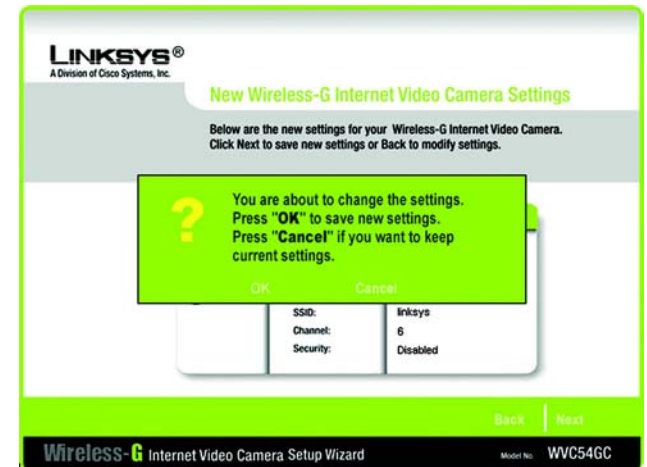 LINKSYS®
A Division of Cisco Systems, Inc.
New Wireless-G Internet Video Camera Settings
Below are the new settings for your Wireless-G Internet Video Camera.
Click Next to save new settings or Back to modify settings.
?
You are about to change the settings.
Press "OK" to save new settings.
Press "Cancel" if you want to keep
current settings.
OK Cancel
SSID: linksys
Channel: 6
Security: Disabled
Back Next
Wireless-G Internet Video Camera Setup Wizard
Model No. WVC54GC